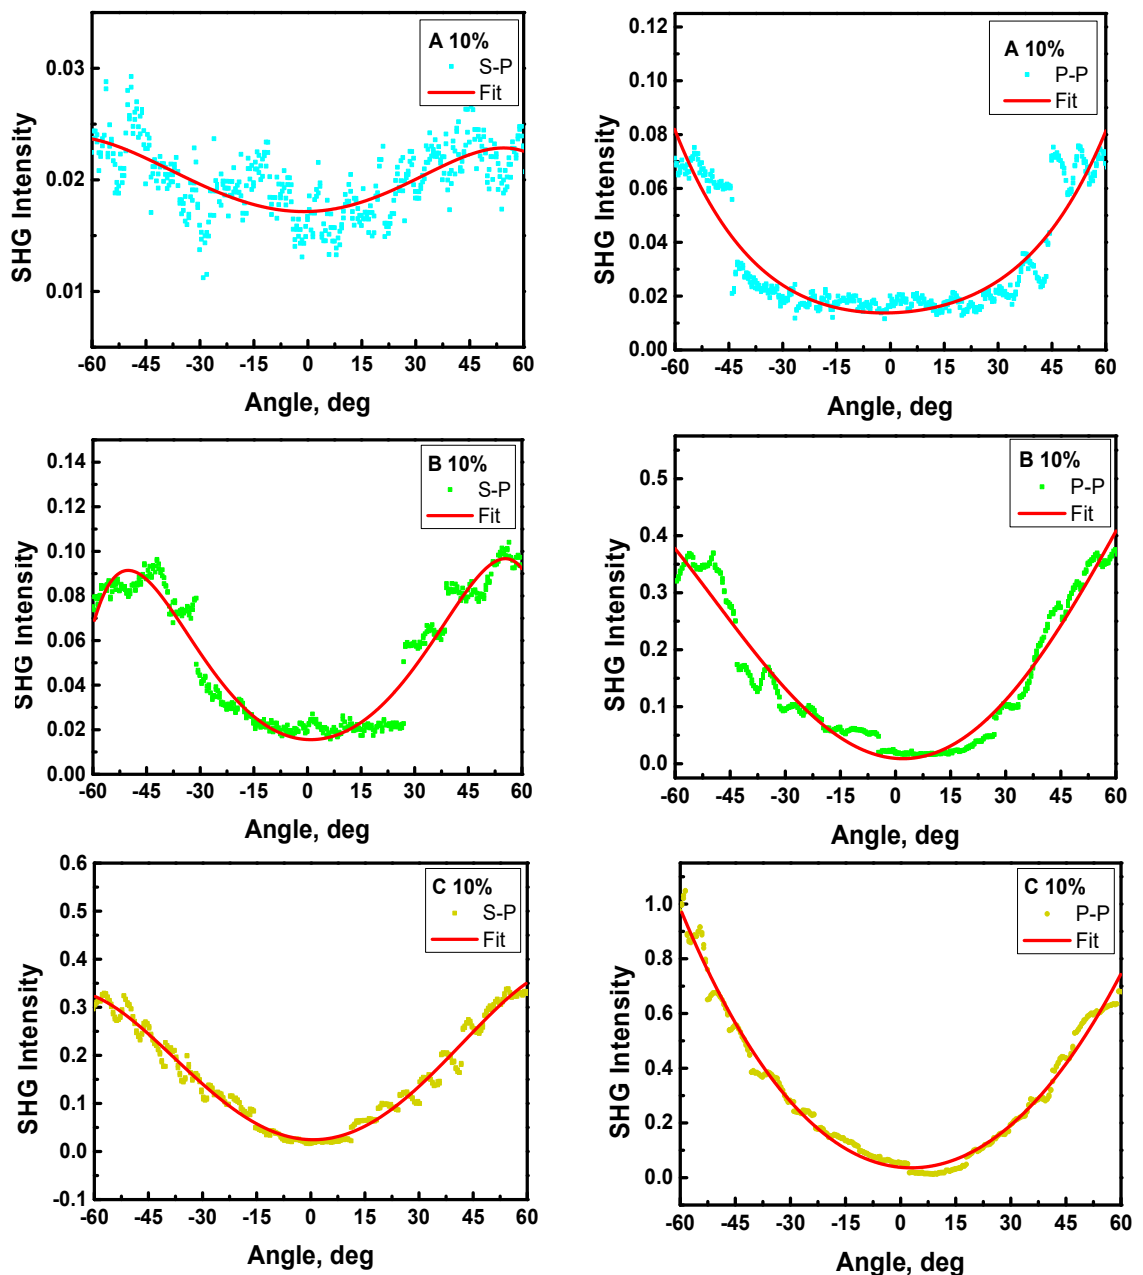 A 10%
S-P
Fit
0.03
0.02
0.01
SHG Intensity
-60 -45 -30 -15 0 15 30 45 60
Angle, deg
A 10%
P-P
Fit
0.12
0.10
0.08
0.06
0.04
0.02
0.00
SHG Intensity
-60 -45 -30 -15 0 15 30 45 60
Angle, deg
B 10%
S-P
Fit
0.14
0.12
0.10
0.08
0.06
0.04
0.02
0.00
SHG Intensity
-60 -45 -30 -15 0 15 30 45 60
Angle, deg
B 10%
P-P
Fit
0.5
0.4
0.3
0.2
0.1
0.0
SHG Intensity
-60 -45 -30 -15 0 15 30 45 60
Angle, deg
C 10%
S-P
Fit
0.6
0.5
0.4
0.3
0.2
0.1
0.0
-0.1
SHG Intensity
-60 -45 -30 -15 0 15 30 45 60
Angle, deg
C 10%
P-P
Fit
1.0
0.8
0.6
0.4
0.2
0.0
SHG Intensity
-60 -45 -30 -15 0 15 30 45 60
Angle, deg